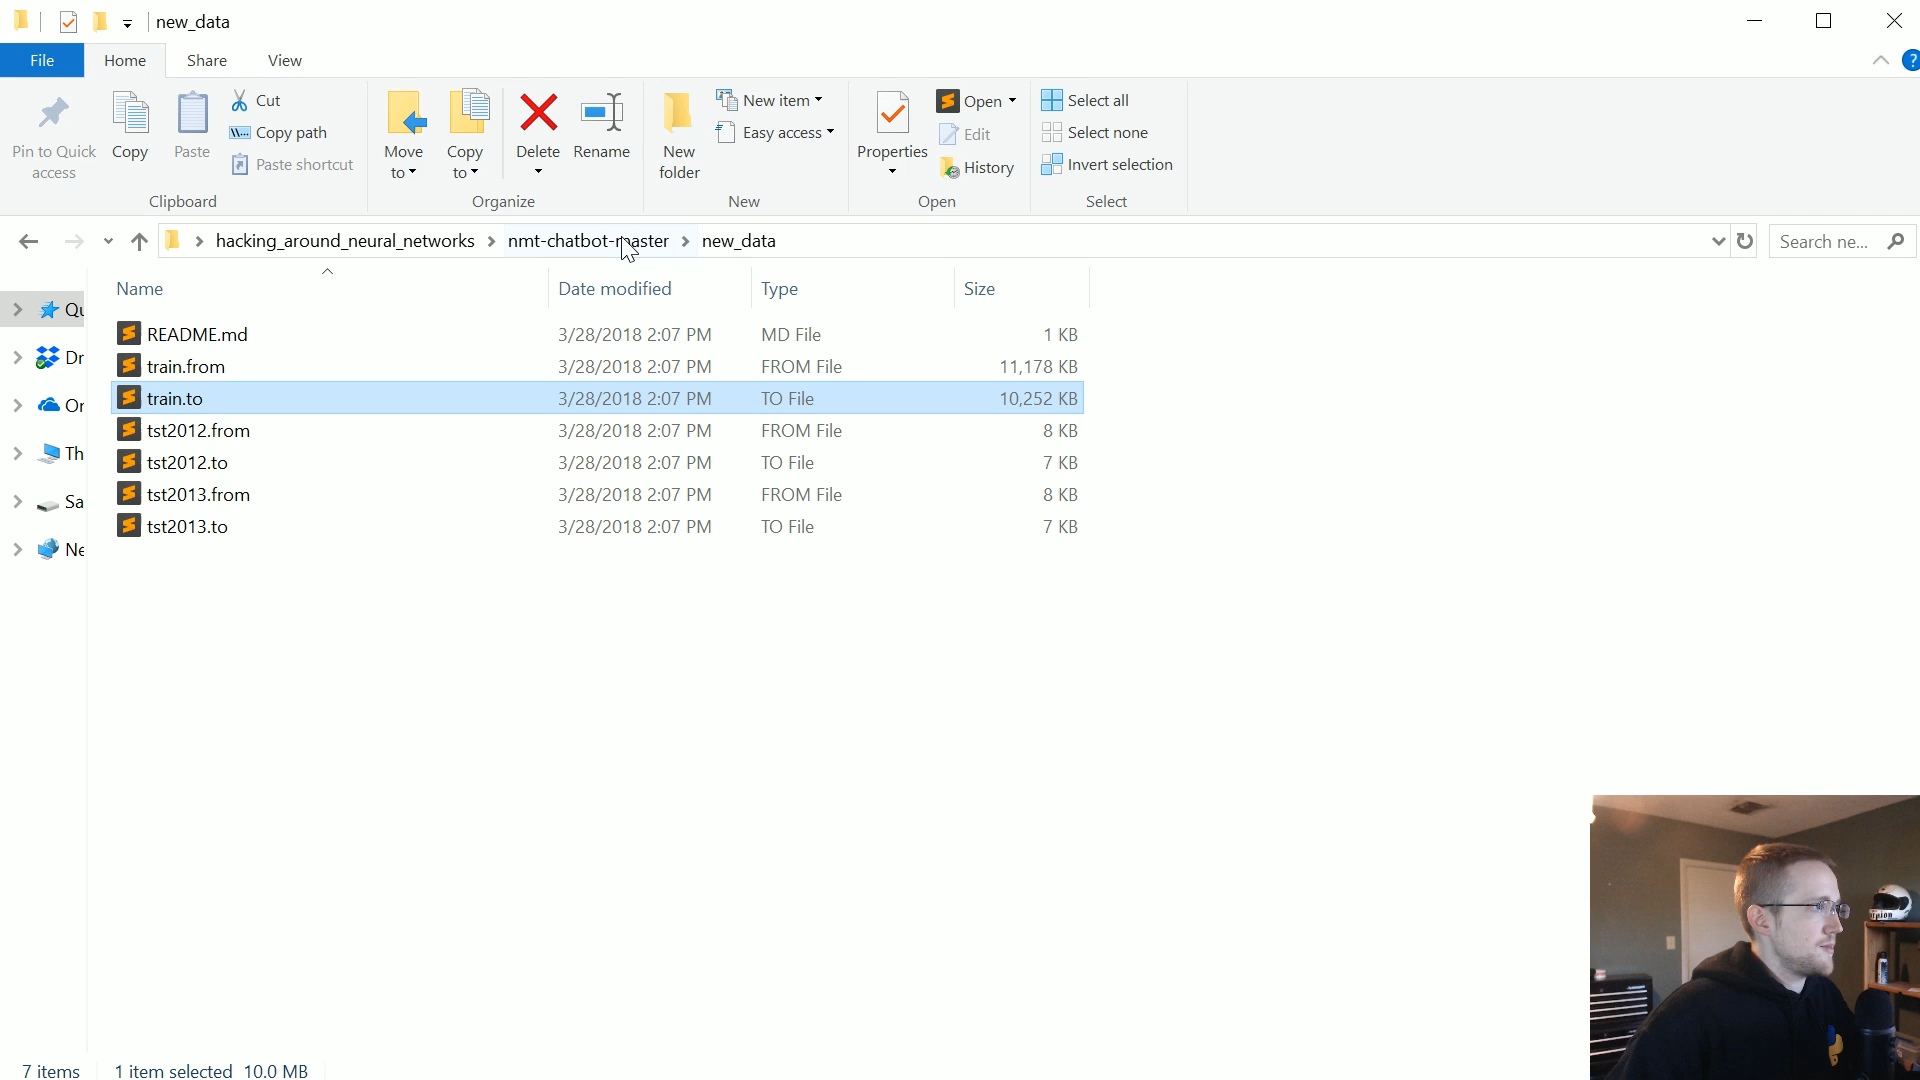 new_data
File Home Share View
Pin to Quick access
Copy
Paste
Cut
Copy path
Paste shortcut
Clipboard
Move to
Copy to
Delete
Rename
Organize
New folder
New item
Easy access
New
Properties
Open
Edit
History
Open
Select all
Select none
Invert selection
Select
hacking_around_neural_networks nmt-chatbot-master new_data
Search ne...
Name Date modified Type Size
README.md 3/28/2018 2:07 PM MD File 1 KB
train.from 3/28/2018 2:07 PM FROM File 11,178 KB
train.to 3/28/2018 2:07 PM TO File 10,252 KB
tst2012.from 3/28/2018 2:07 PM FROM File 8 KB
tst2012.to 3/28/2018 2:07 PM TO File 7 KB
tst2013.from 3/28/2018 2:07 PM FROM File 8 KB
tst2013.to 3/28/2018 2:07 PM TO File 7 KB
Qu
Dr
Or
Th
Sa
Ne
7 items 1 item selected 10.0 MB